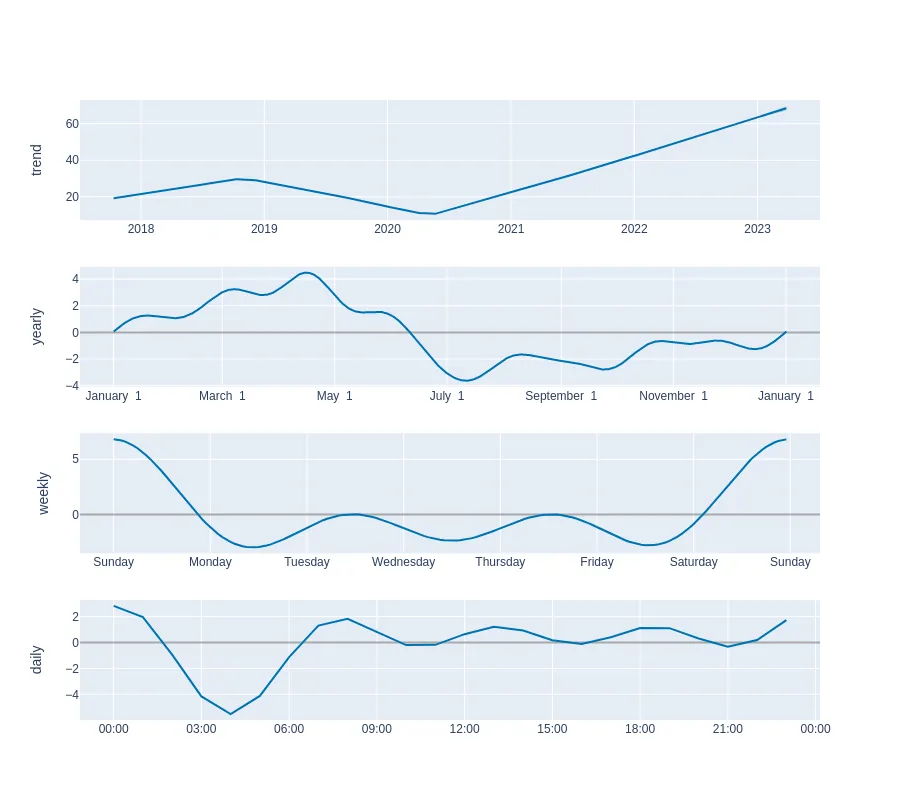 trend
60
40
20
2018 2019 2020 2021 2022 2023
yearly
4
2
0
−2
−4
January 1 March 1 May 1 July 1 September 1 November 1 January 1
weekly
5
0
Sunday Monday Tuesday Wednesday Thursday Friday Saturday Sunday
daily
2
0
−2
−4
00:00 03:00 06:00 09:00 12:00 15:00 18:00 21:00 00:00